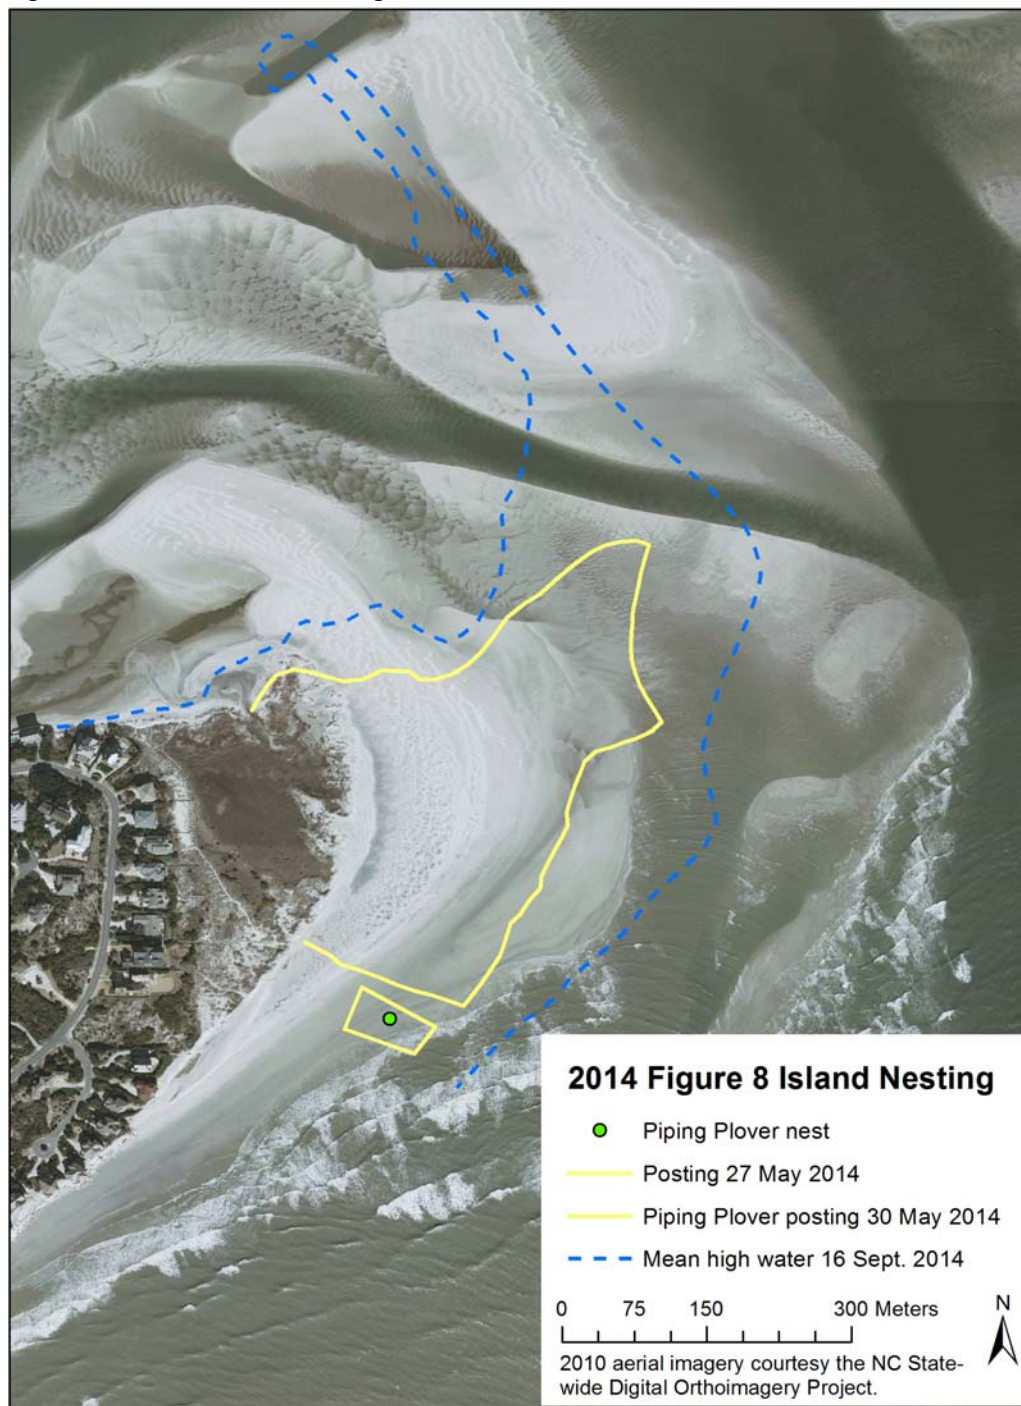 2014 Figure 8 Island Nesting
Piping Plover nest
Posting 27 May 2014
Piping Plover posting 30 May 2014
Mean high water 16 Sept. 2014
0 75 150 300 Meters
N
2010 aerial imagery courtesy the NC State-
wide Digital Orthoimagery Project.